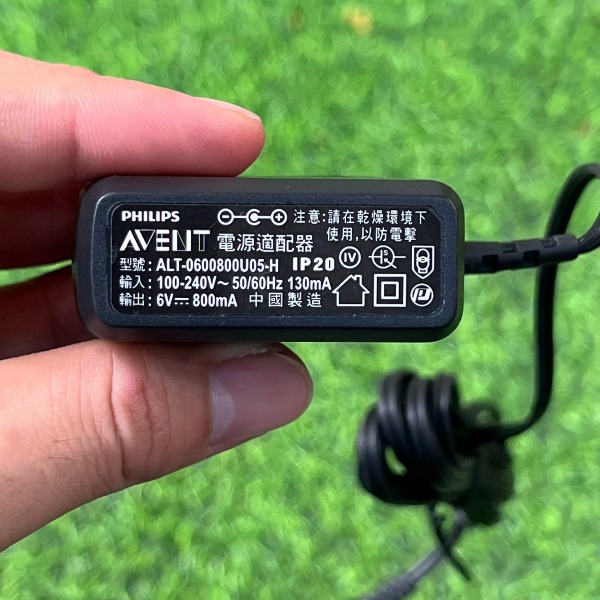 PHILIPS
AVENT 電源適配器
注意:請在乾燥環境下
使用,以防電擊
型號: ALT-0600800U05-H IP20 IV
輸入: 100-240V~ 50/60Hz 130mA
輸出: 6V⎓ 800mA 中國製造